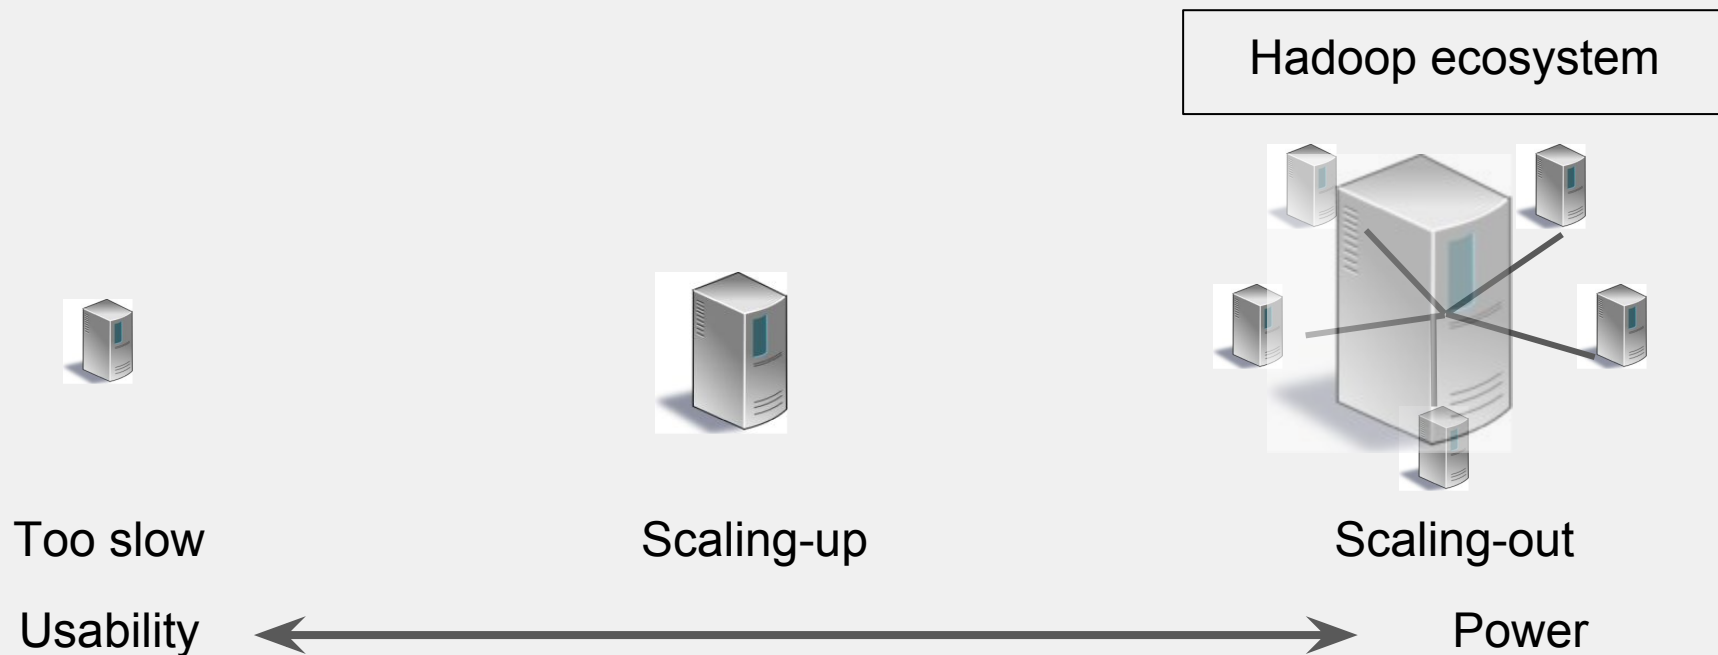 Hadoop ecosystem
Too slow
Scaling-up
Scaling-out
Usability
Power